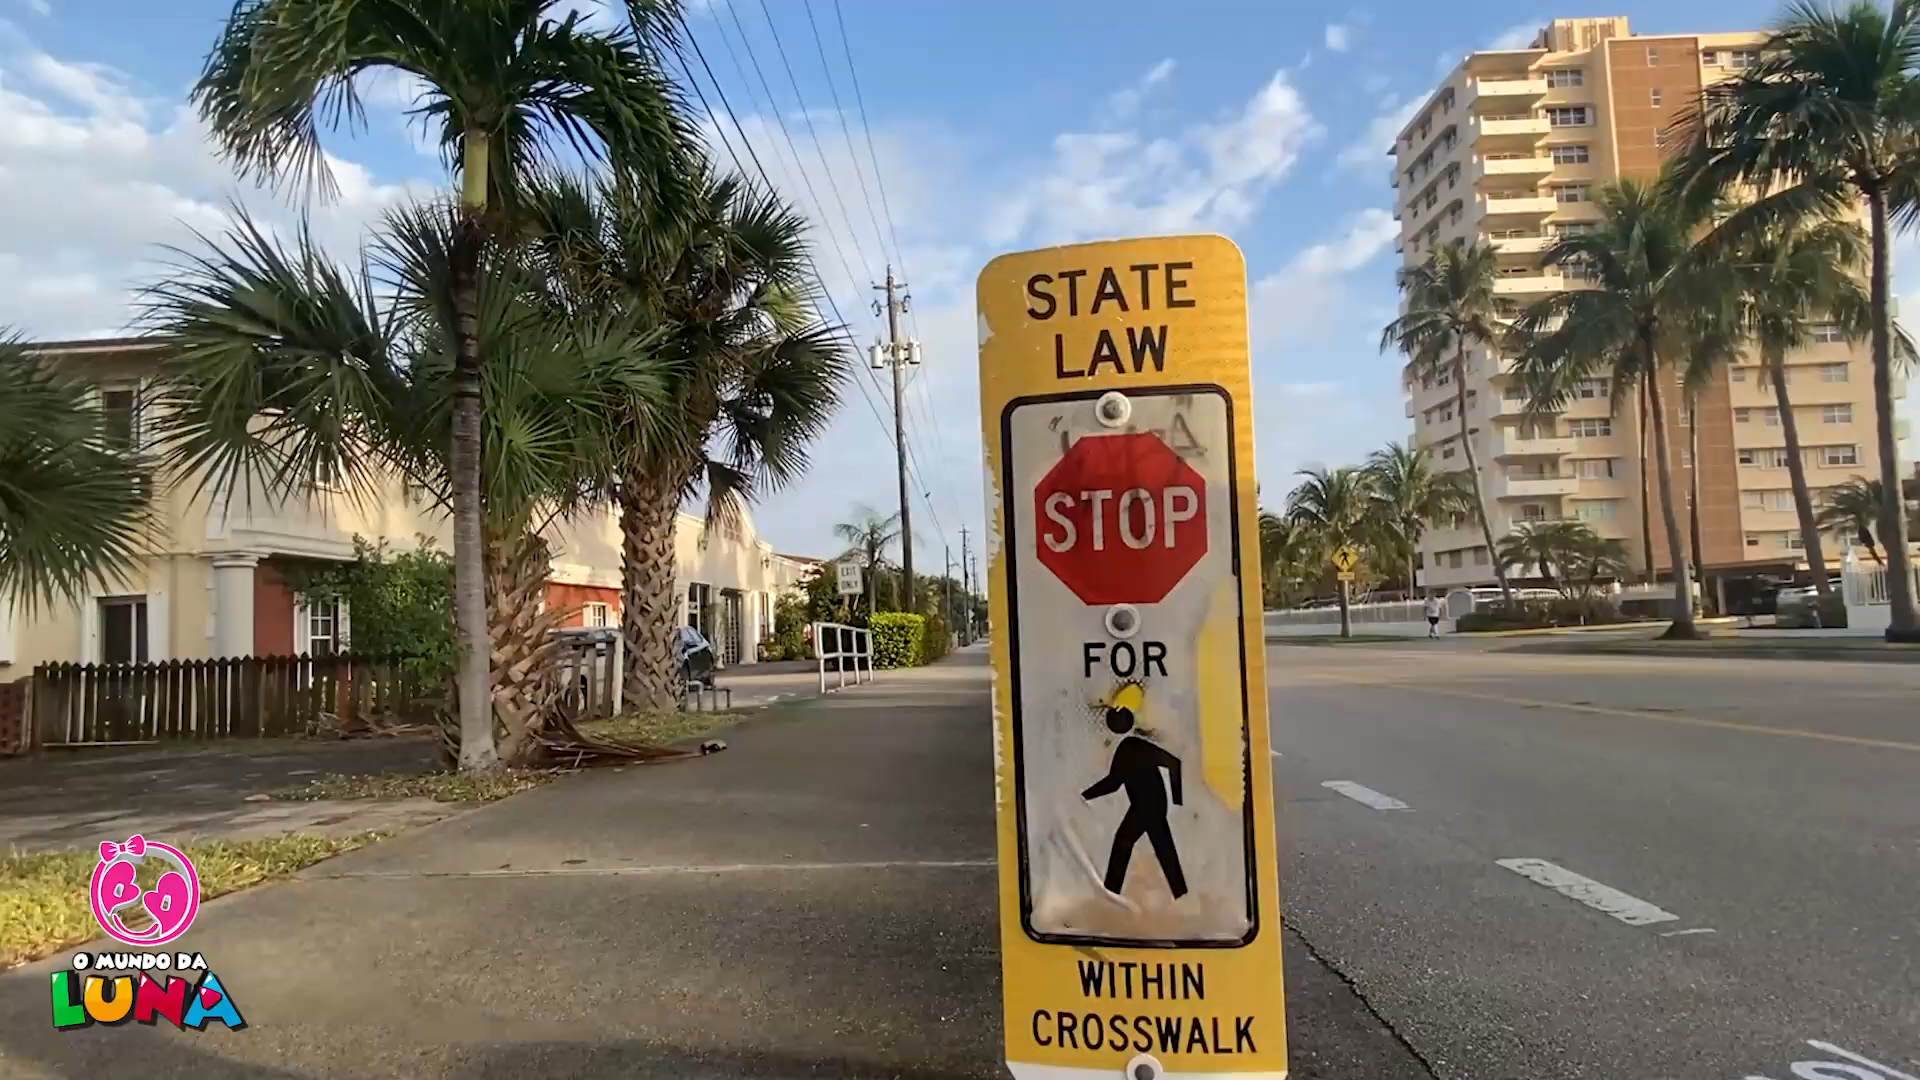 STATE
LAW
STOP
FOR
WITHIN
CROSSWALK
EXIT
ONLY
O MUNDO DA
LUNA